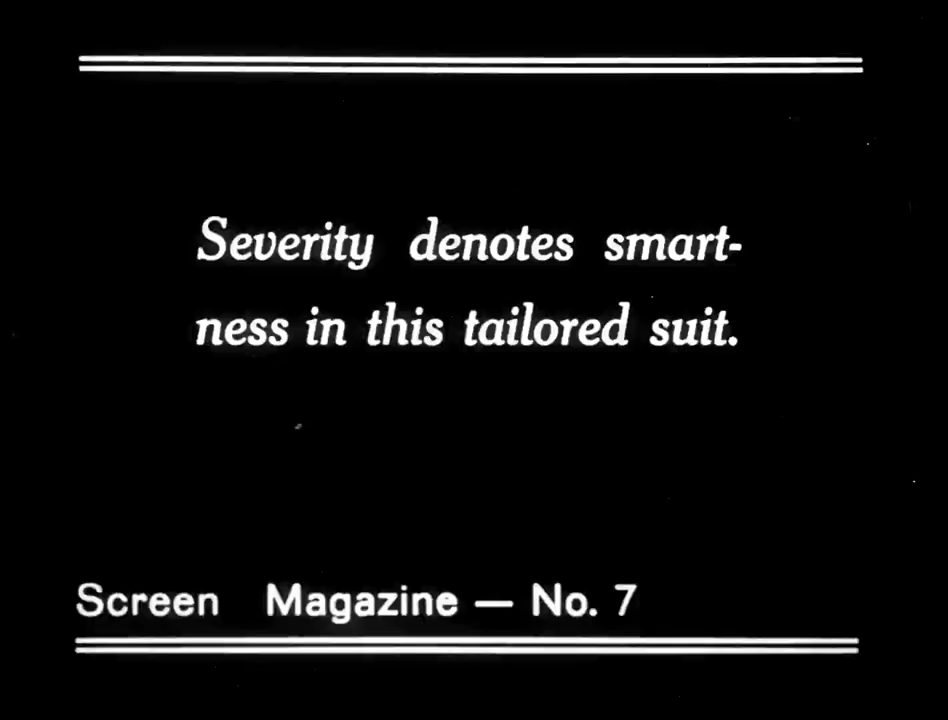 Severity denotes smart-
ness in this tailored suit.
Screen Magazine — No. 7